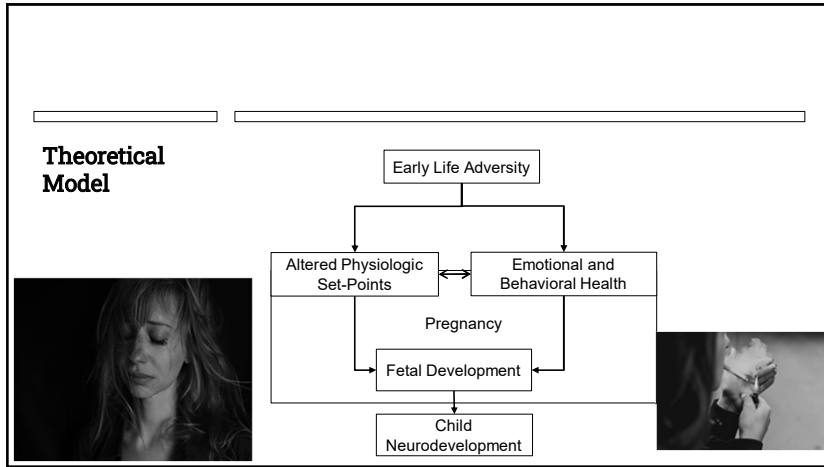 Theoretical
Model
Early Life Adversity
Altered Physiologic
Set-Points
Emotional and
Behavioral Health
Pregnancy
Fetal Development
Child
Neurodevelopment